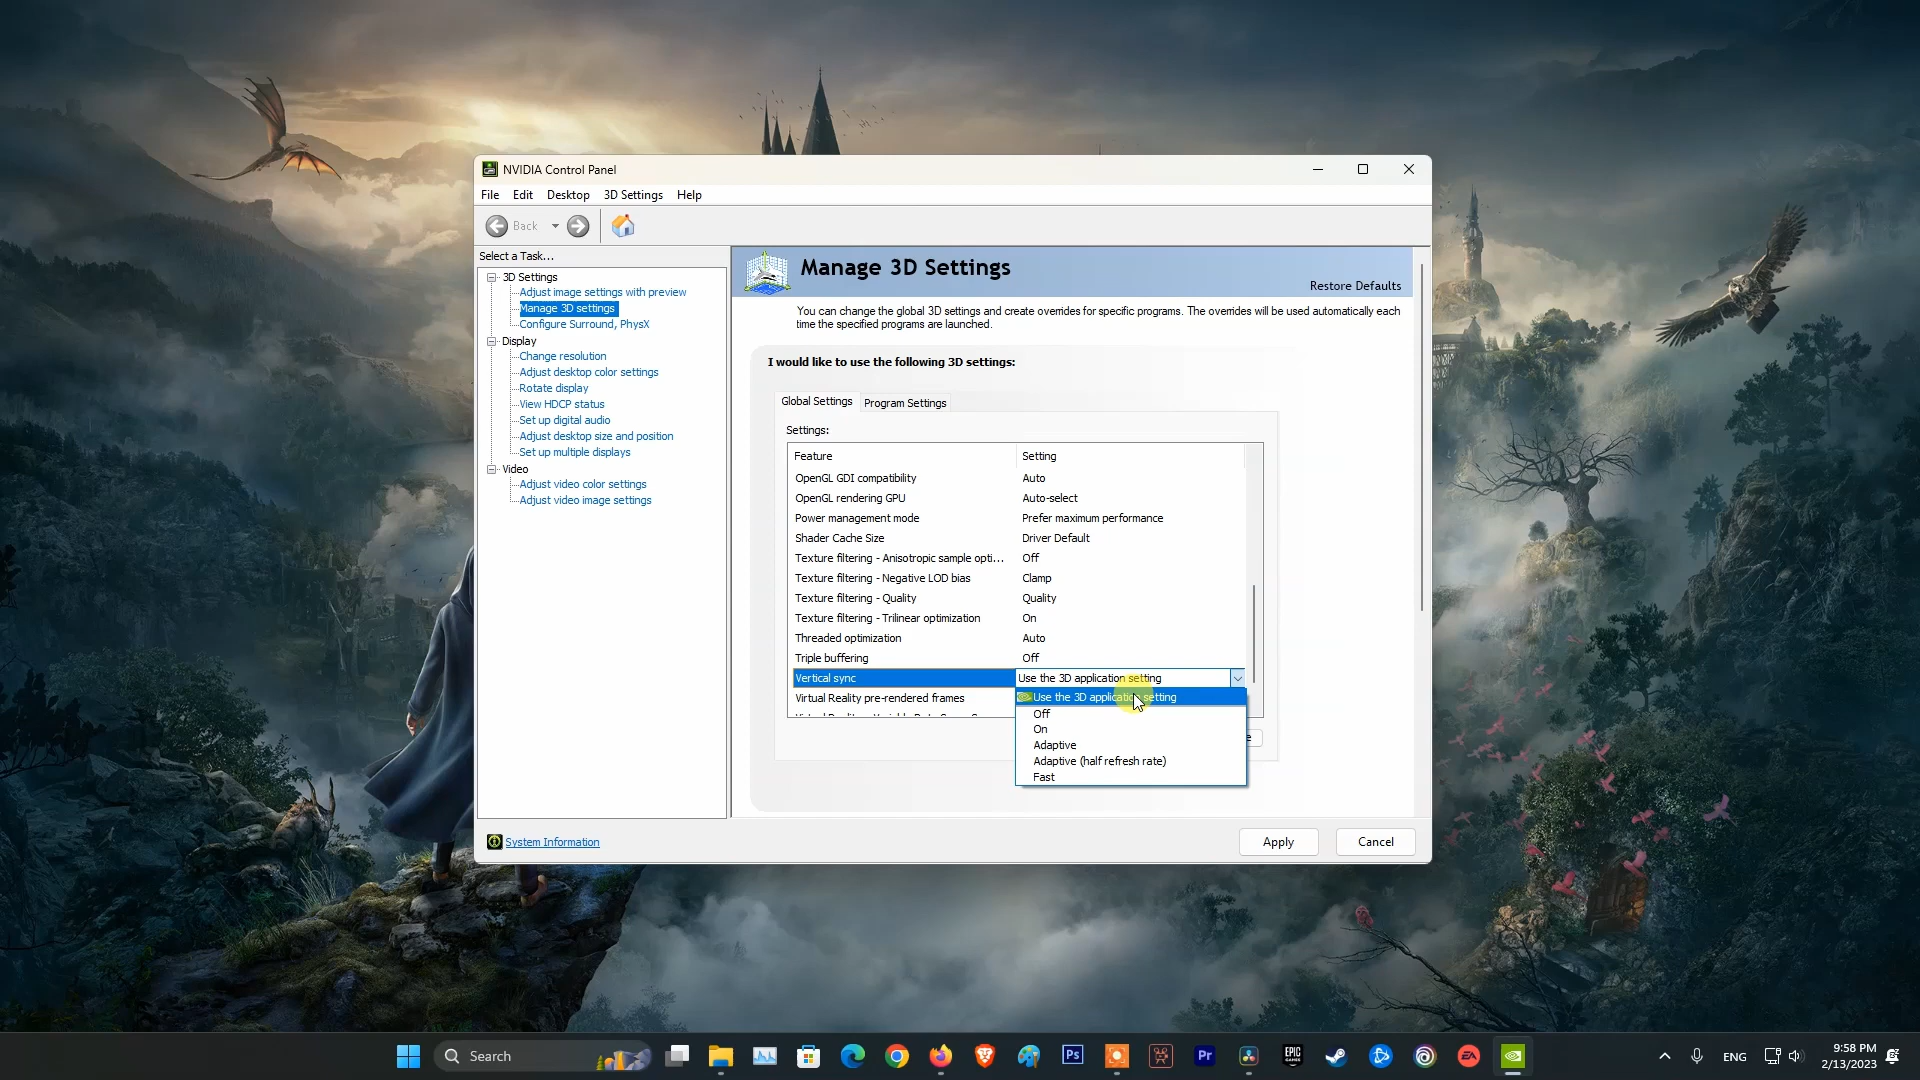 NVIDIA Control Panel
File Edit Desktop 3D Settings Help
Back
Select a Task...
3D Settings
Adjust image settings with preview
Manage 3D settings
Configure Surround, PhysX
Display
Change resolution
Adjust desktop color settings
Rotate display
View HDCP status
Set up digital audio
Adjust desktop size and position
Set up multiple displays
Video
Adjust video color settings
Adjust video image settings
System Information
Manage 3D Settings
Restore Defaults
You can change the global 3D settings and create overrides for specific programs. The overrides will be used automatically each
time the specified programs are launched.
I would like to use the following 3D settings:
Global Settings Program Settings
Settings:
Feature Setting
OpenGL GDI compatibility Auto
OpenGL rendering GPU Auto-select
Power management mode Prefer maximum performance
Shader Cache Size Driver Default
Texture filtering - Anisotropic sample opti... Off
Texture filtering - Negative LOD bias Clamp
Texture filtering - Quality Quality
Texture filtering - Trilinear optimization On
Threaded optimization Auto
Triple buffering Off
Vertical sync Use the 3D application setting
Virtual Reality pre-rendered frames
Use the 3D application setting
Off
On
Adaptive
Adaptive (half refresh rate)
Fast
Apply Cancel
Search
Ps
Pr
EPIC
GAMES
EA
ENG
9:58 PM
2/13/2023